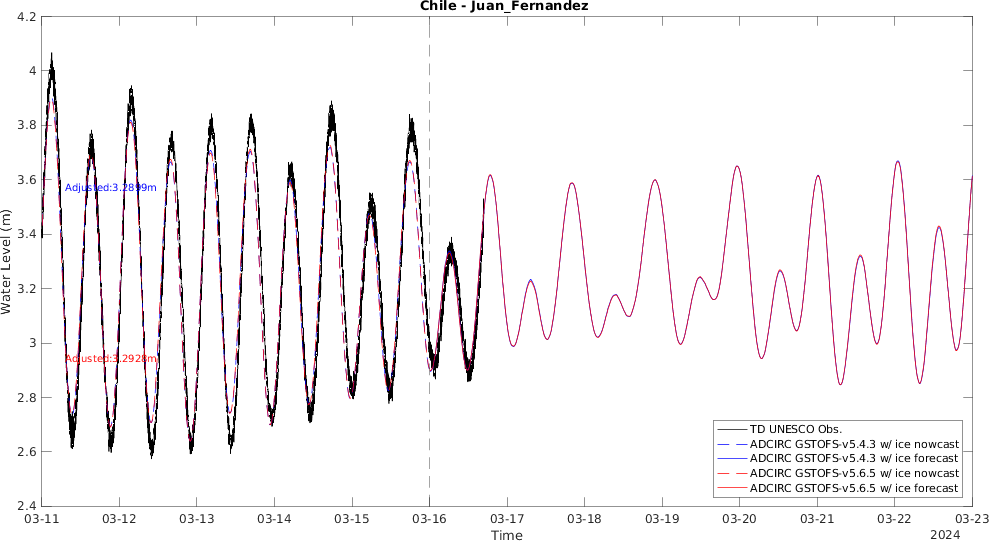 Chile - Juan_Fernandez
4.2
4
3.8
3.6
3.4
3.2
3
2.8
2.6
2.4
Water Level (m)
Adjusted:3.2899m
Adjusted:3.2928m
TD UNESCO Obs.
ADCIRC GSTOFS-v5.4.3 w/ ice nowcast
ADCIRC GSTOFS-v5.4.3 w/ ice forecast
ADCIRC GSTOFS-v5.6.5 w/ ice nowcast
ADCIRC GSTOFS-v5.6.5 w/ ice forecast
03-11 03-12 03-13 03-14 03-15 03-16 03-17 03-18 03-19 03-20 03-21 03-22 03-23
Time
2024